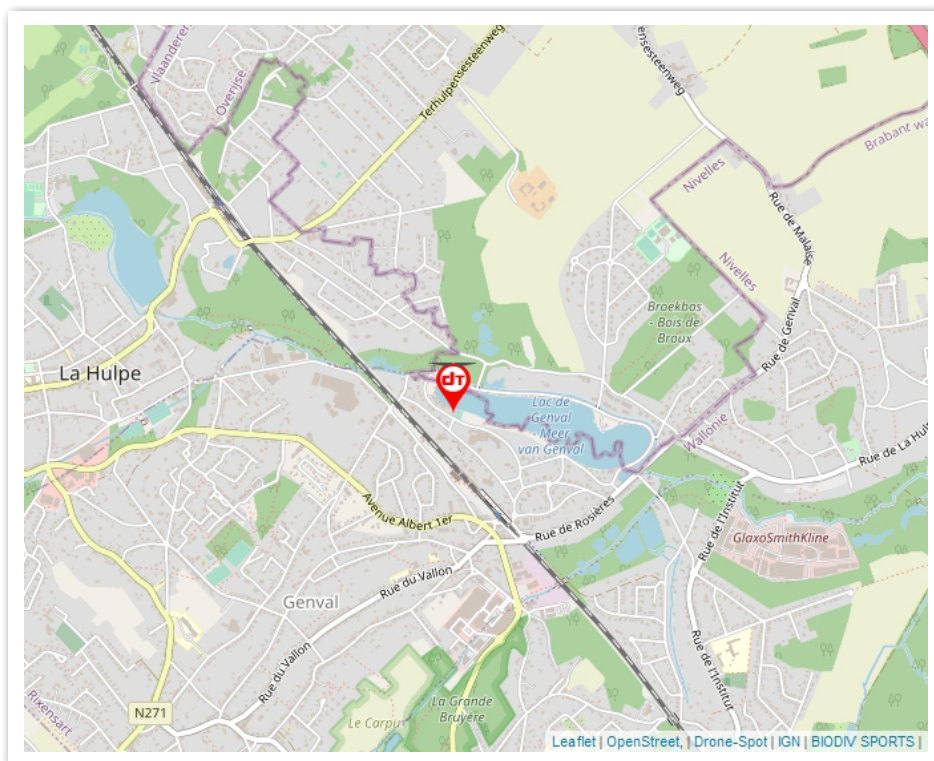 Vlaanderen
Overijse
Terhulpensesteenweg
ensesteenweg
Brabant wa
Nivelles
Nivelles
Rue de Malaise
Broekbos
- Bois de
Broux
Rue de Genval
La Hulpe
dT
Lac de
Genval -
Meer
van Genval
Wallonie
Rue de La Hul
Avenue Albert 1er
Rue de Rosières
Rue de l'Institut
GlaxoSmithKline
Rue du Vallon
Genval
Rue du Vallon
Rue de l'Institut
La Grande
Bruyère
Le Carpu
Rixensart
N271
Leaflet | OpenStreet, | Drone-Spot | IGN | BIODIV SPORTS |